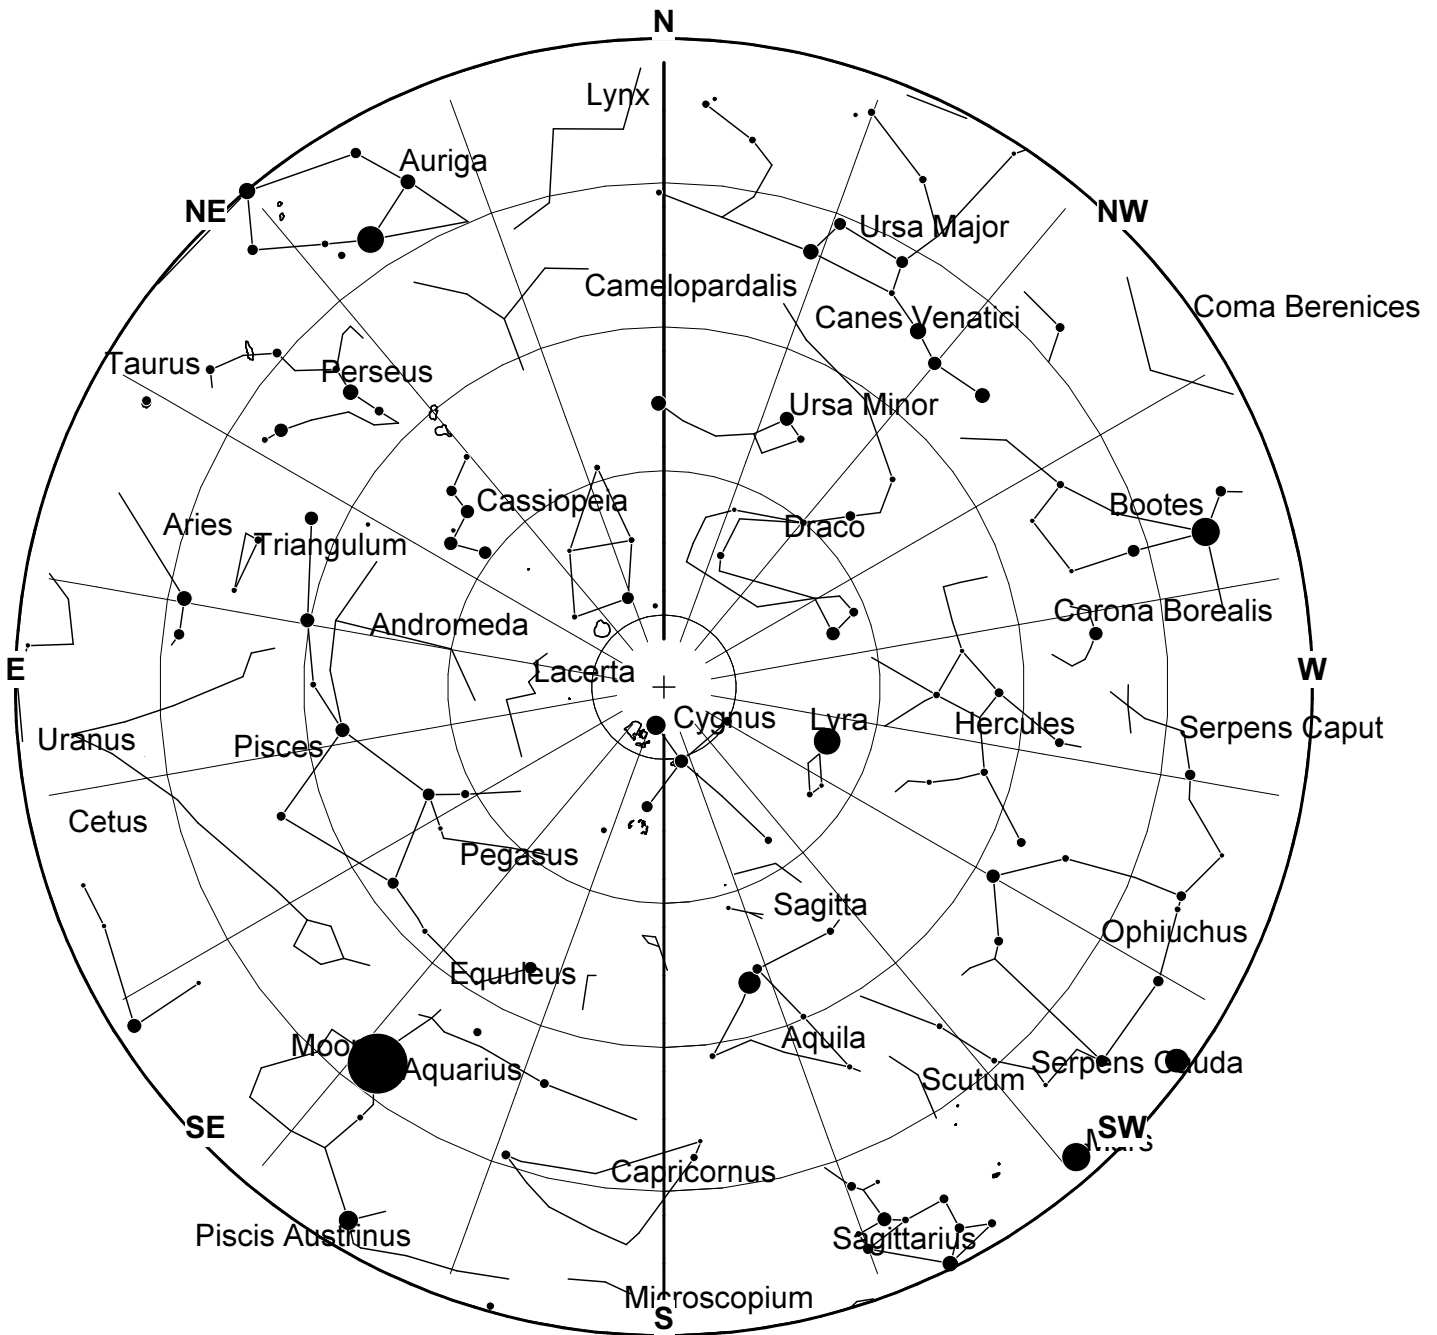 N
Lynx
Auriga
NE
NW
Ursa Major
Camelopardalis
Coma Berenices
Canes Venatici
Taurus
Perseus
Ursa Minor
Cassiopeia
Bootes
Aries
Draco
Triangulum
Corona Borealis
Andromeda
E
Lacerta
W
Cygnus
Lyra
Hercules
Serpens Caput
Uranus
Pisces
Cetus
Pegasus
Sagitta
Ophiuchus
Equuleus
Aquila
Moon
Aquarius
Scutum
Serpens Cauda
SE
SW
Mars
Capricornus
Piscis Austrinus
Sagittarius
Microscopium
S